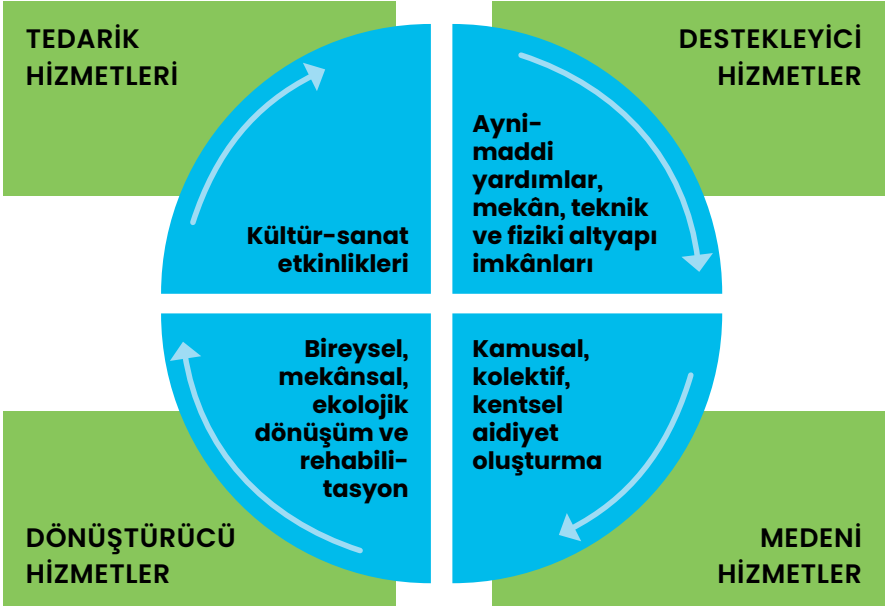 TEDARİK
HİZMETLERİ
Kültür-sanat
etkinlikleri
DESTEKLEYİCİ
HİZMETLER
Ayni-
maddi
yardımlar,
mekân, teknik
ve fiziki altyapı
imkânları
Bireysel,
mekânsal,
ekolojik
dönüşüm ve
rehabili-
tasyon
DÖNÜŞTÜRÜCÜ
HİZMETLER
Kamusal,
kolektif,
kentsel
aidiyet
oluşturma
MEDENİ
HİZMETLER